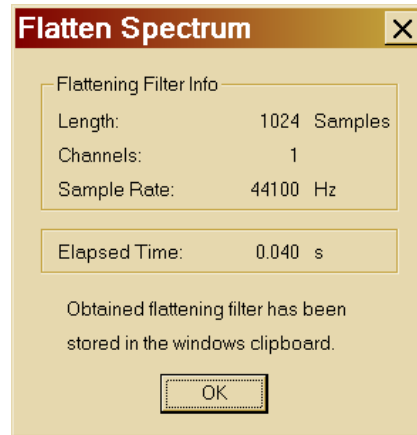 Flatten Spectrum
Flattening Filter Info
Length: 1024 Samples
Channels: 1
Sample Rate: 44100 Hz
Elapsed Time: 0.040 s
Obtained flattening filter has been
stored in the windows clipboard.
OK